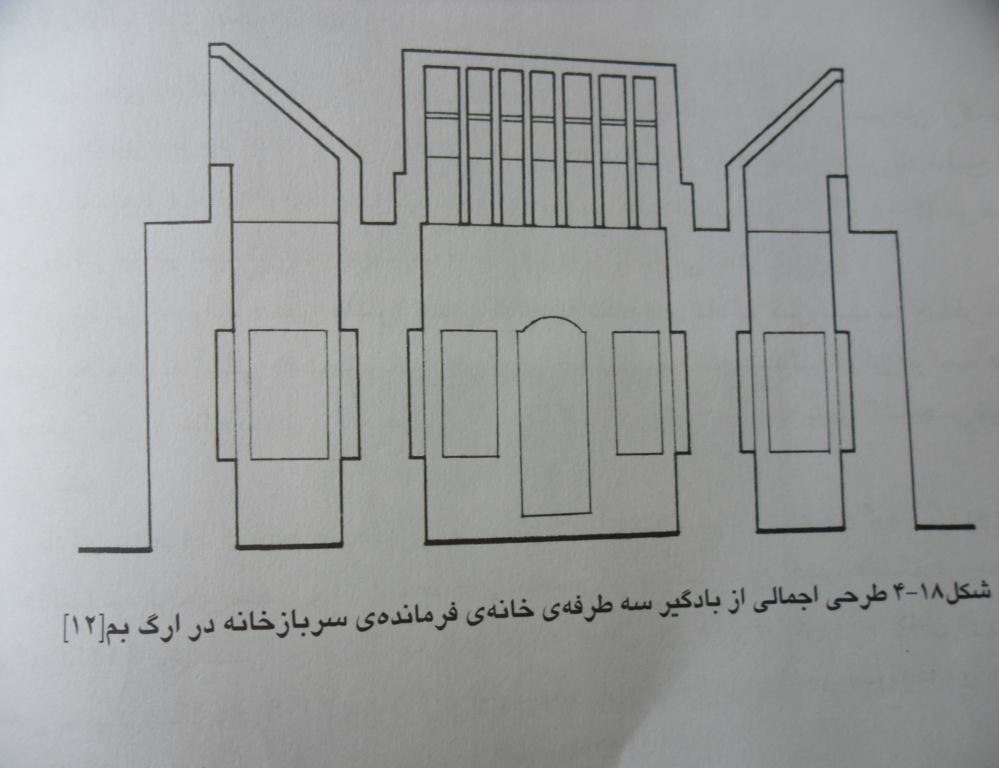 شکل۱۸-۴ طرحی اجمالی از بادگیر سه طرفه‌ی خانه‌ی فرمانده‌ی سربازخانه در ارگ بم[۱۲]